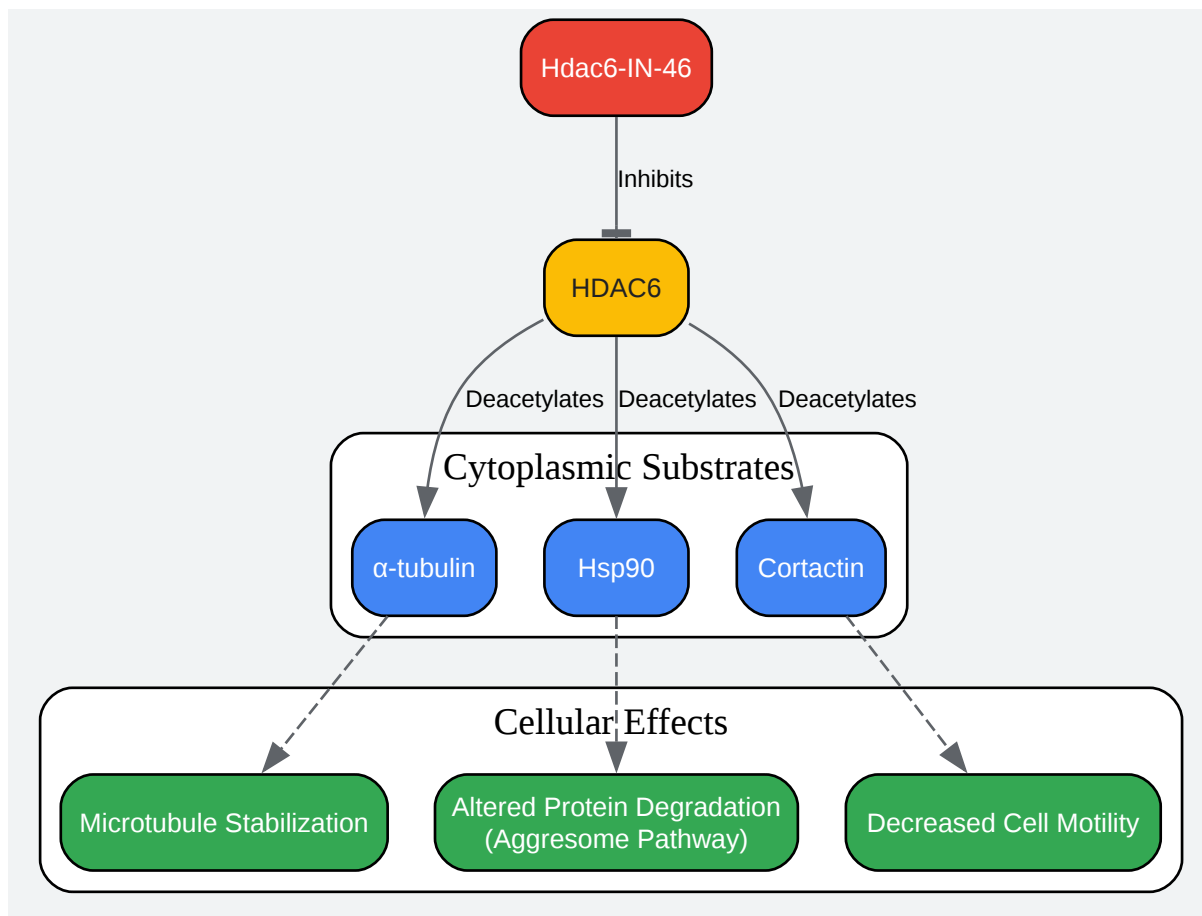 Hdac6-IN-46
Inhibits
HDAC6
Deacetylates
Deacetylates
Deacetylates
Cytoplasmic Substrates
α-tubulin
Hsp90
Cortactin
Cellular Effects
Microtubule Stabilization
Altered Protein Degradation
(Aggresome Pathway)
Decreased Cell Motility